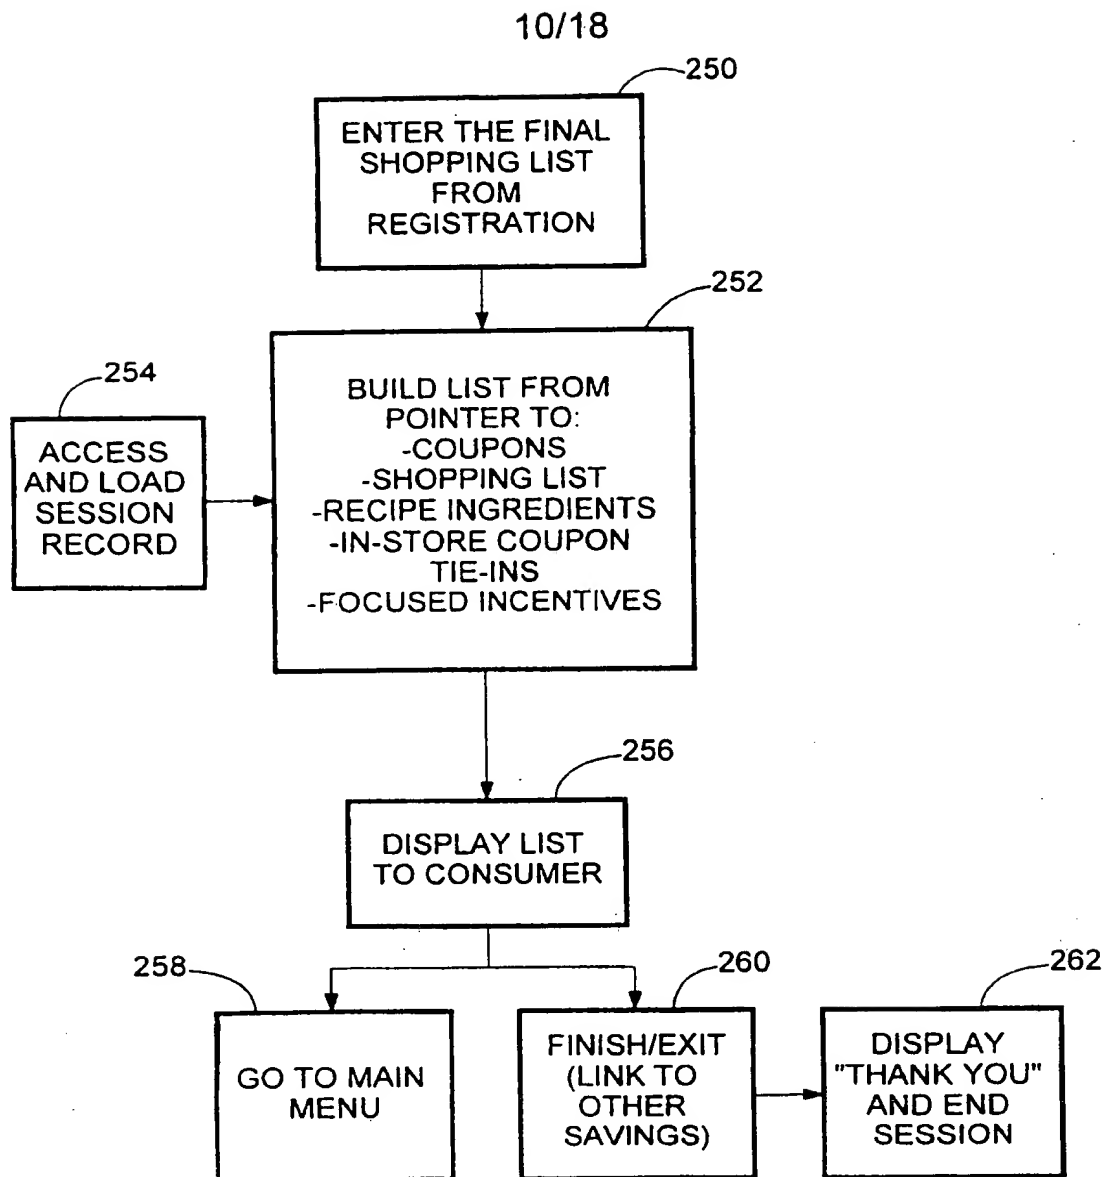 10/18
250
ENTER THE FINAL
SHOPPING LIST
FROM
REGISTRATION
252
BUILD LIST FROM
POINTER TO:
-COUPONS
-SHOPPING LIST
-RECIPE INGREDIENTS
-IN-STORE COUPON
TIE-INS
-FOCUSED INCENTIVES
254
ACCESS
AND LOAD
SESSION
RECORD
256
DISPLAY LIST
TO CONSUMER
258
GO TO MAIN
MENU
260
FINISH/EXIT
(LINK TO
OTHER
SAVINGS)
262
DISPLAY
"THANK YOU"
AND END
SESSION